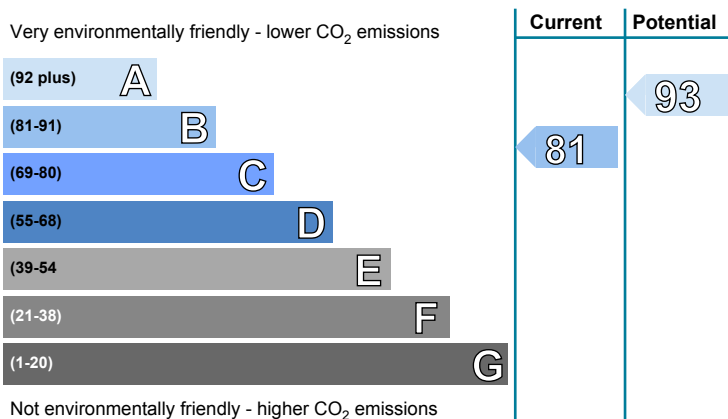 Current Potential
Very environmentally friendly - lower CO2 emissions
(92 plus) A
93
(81-91) B
81
(69-80) C
(55-68) D
(39-54 E
(21-38) F
(1-20) G
Not environmentally friendly - higher CO2 emissions